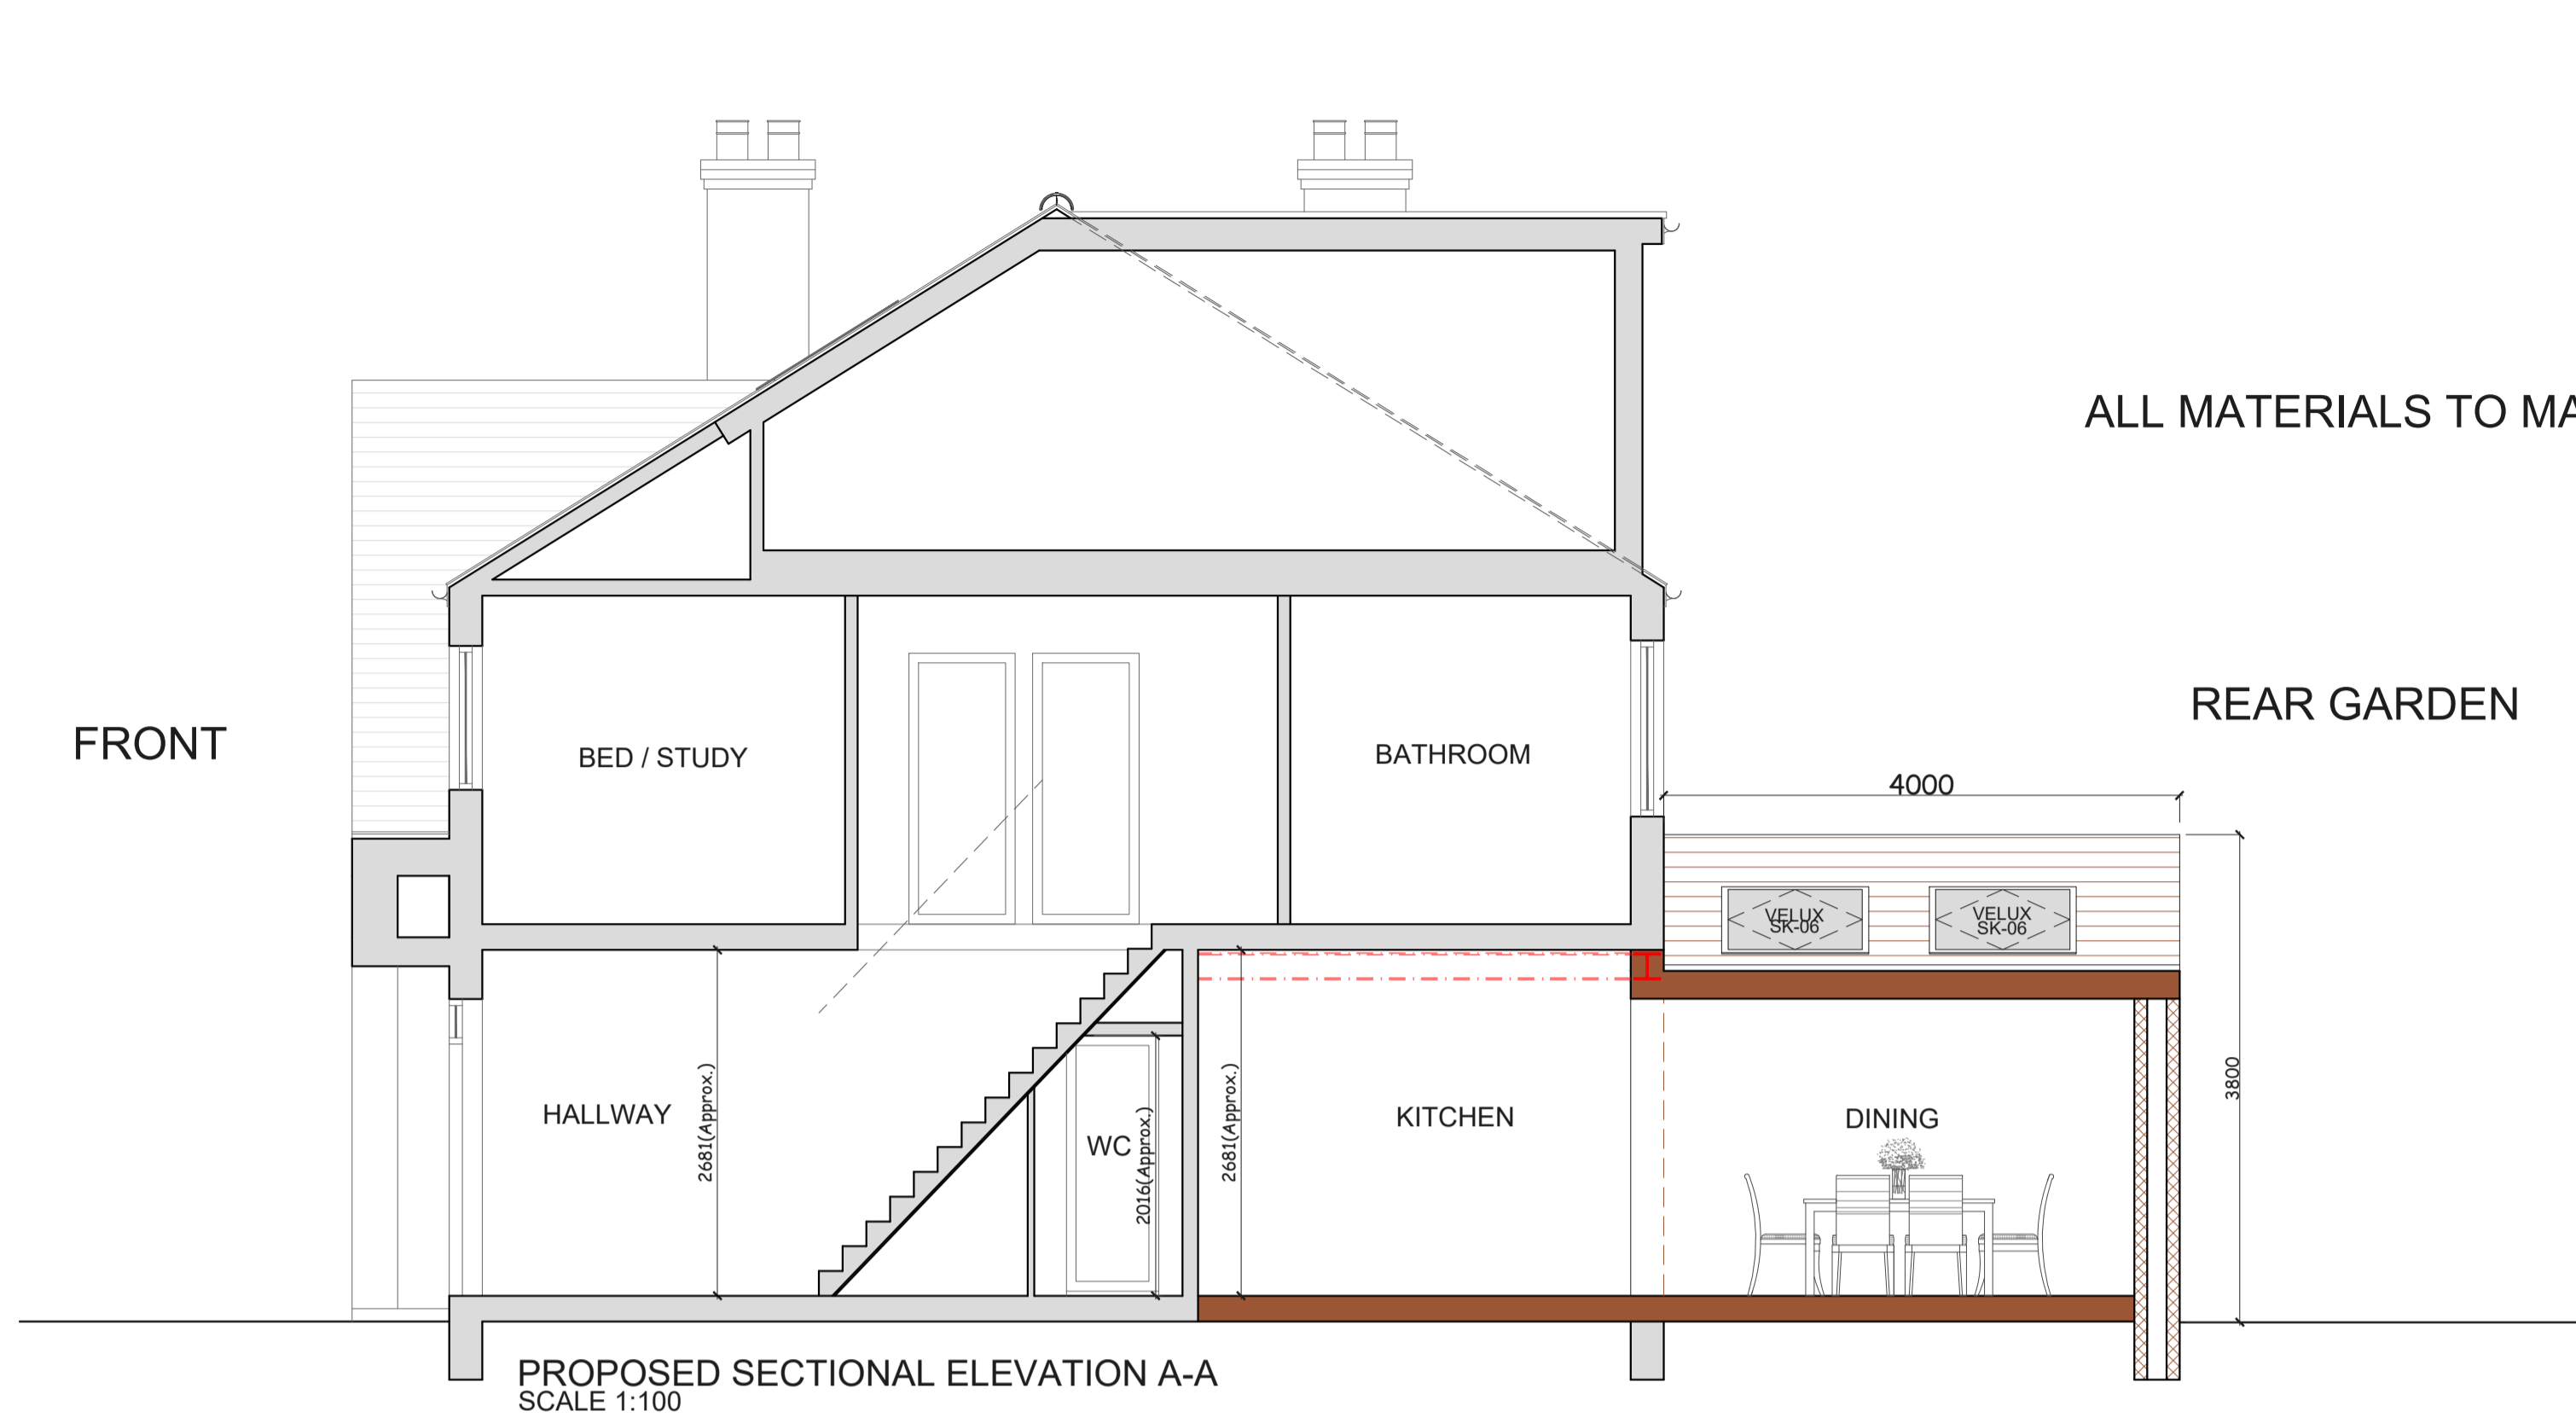 ALL MATERIALS TO MA
FRONT
REAR GARDEN
BED / STUDY
BATHROOM
4000
VELUX
SK-06
VELUX
SK-06
HALLWAY
2681(Approx.)
WC
2016(Approx.)
2681(Approx.)
KITCHEN
DINING
3800
PROPOSED SECTIONAL ELEVATION A-A
SCALE 1:100